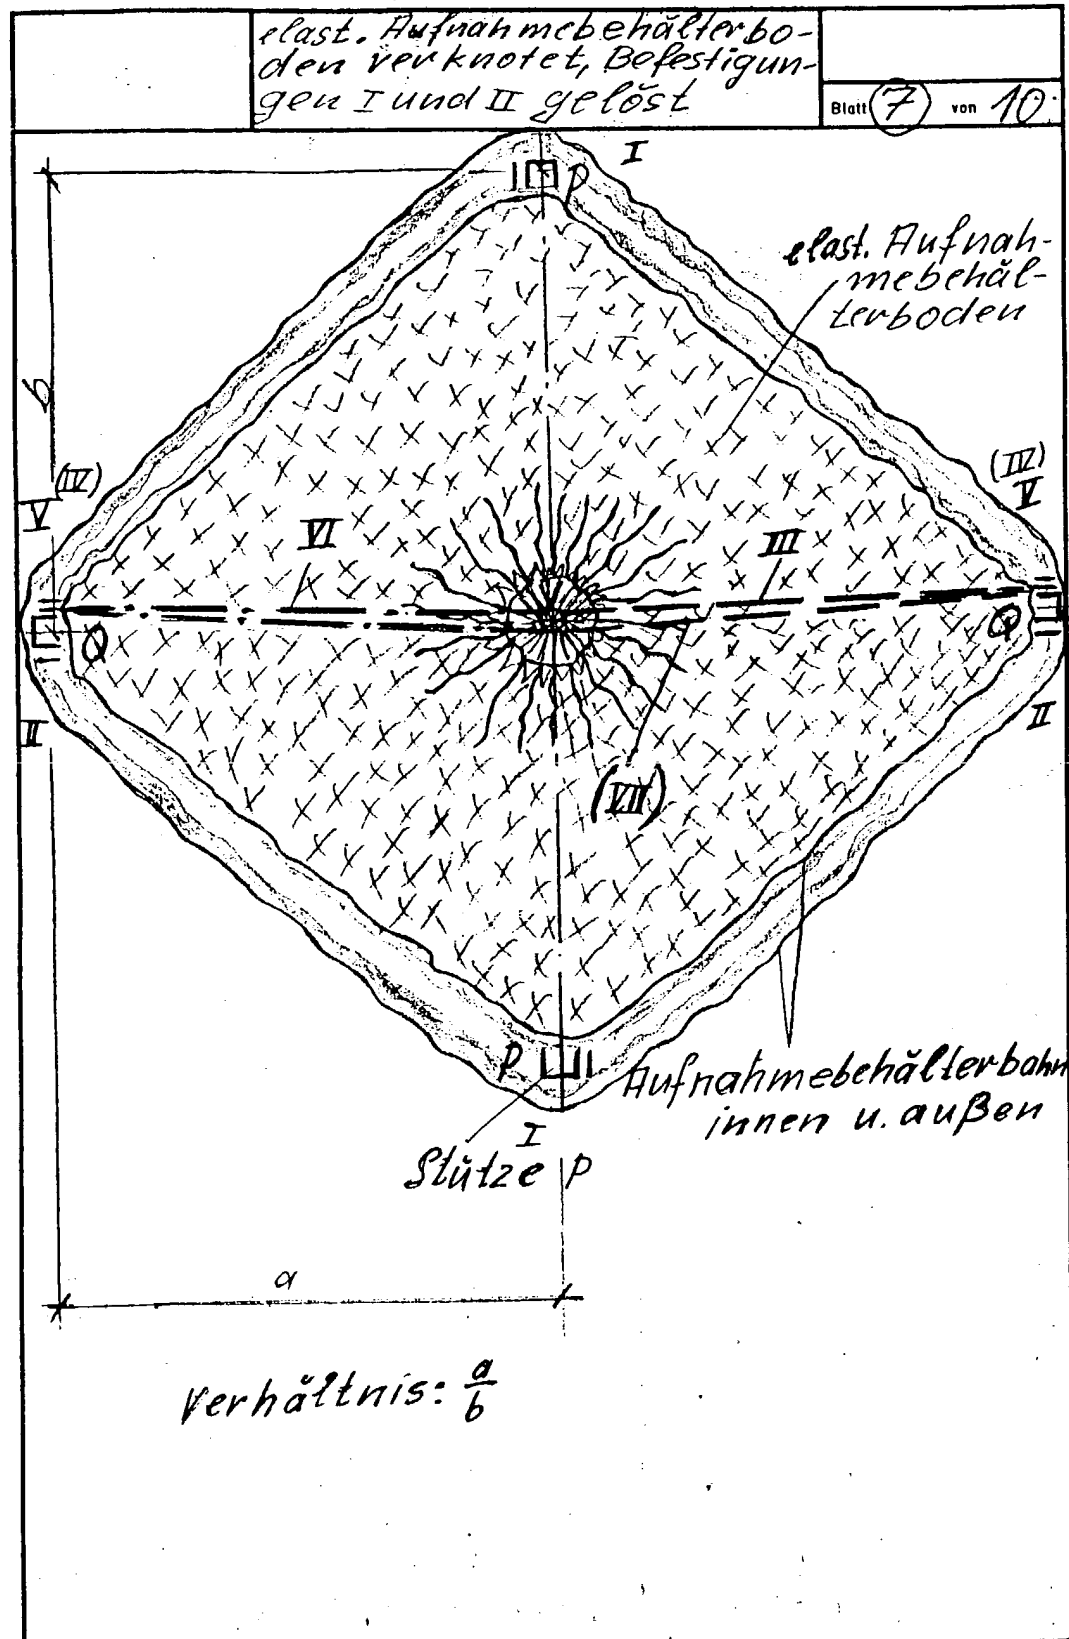 elast. Aufnahmebehälterbo-
den verknotet, Befestigun-
gen I und II gelöst
Blatt 7 von 10
I
P
elast. Aufnah-
mebehäl-
terboden
b
(IV)
V
(IV)
V
VI
III
Q
Q
II
II
(VII)
P
Aufnahmebehälterbahn
innen u. außen
I
Stütze P
a
Verhältnis: a/b